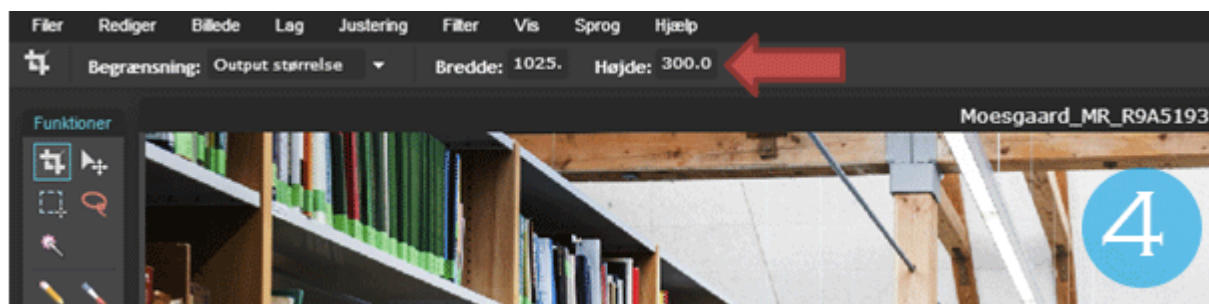 Filer Rediger Billede Lag Justering Filter Vis Sprog Hjælp
Begrænsning: Output størrelse Bredde: 1025. Højde: 300.0
Moesgaard_MR_R9A5193
Funktioner
4